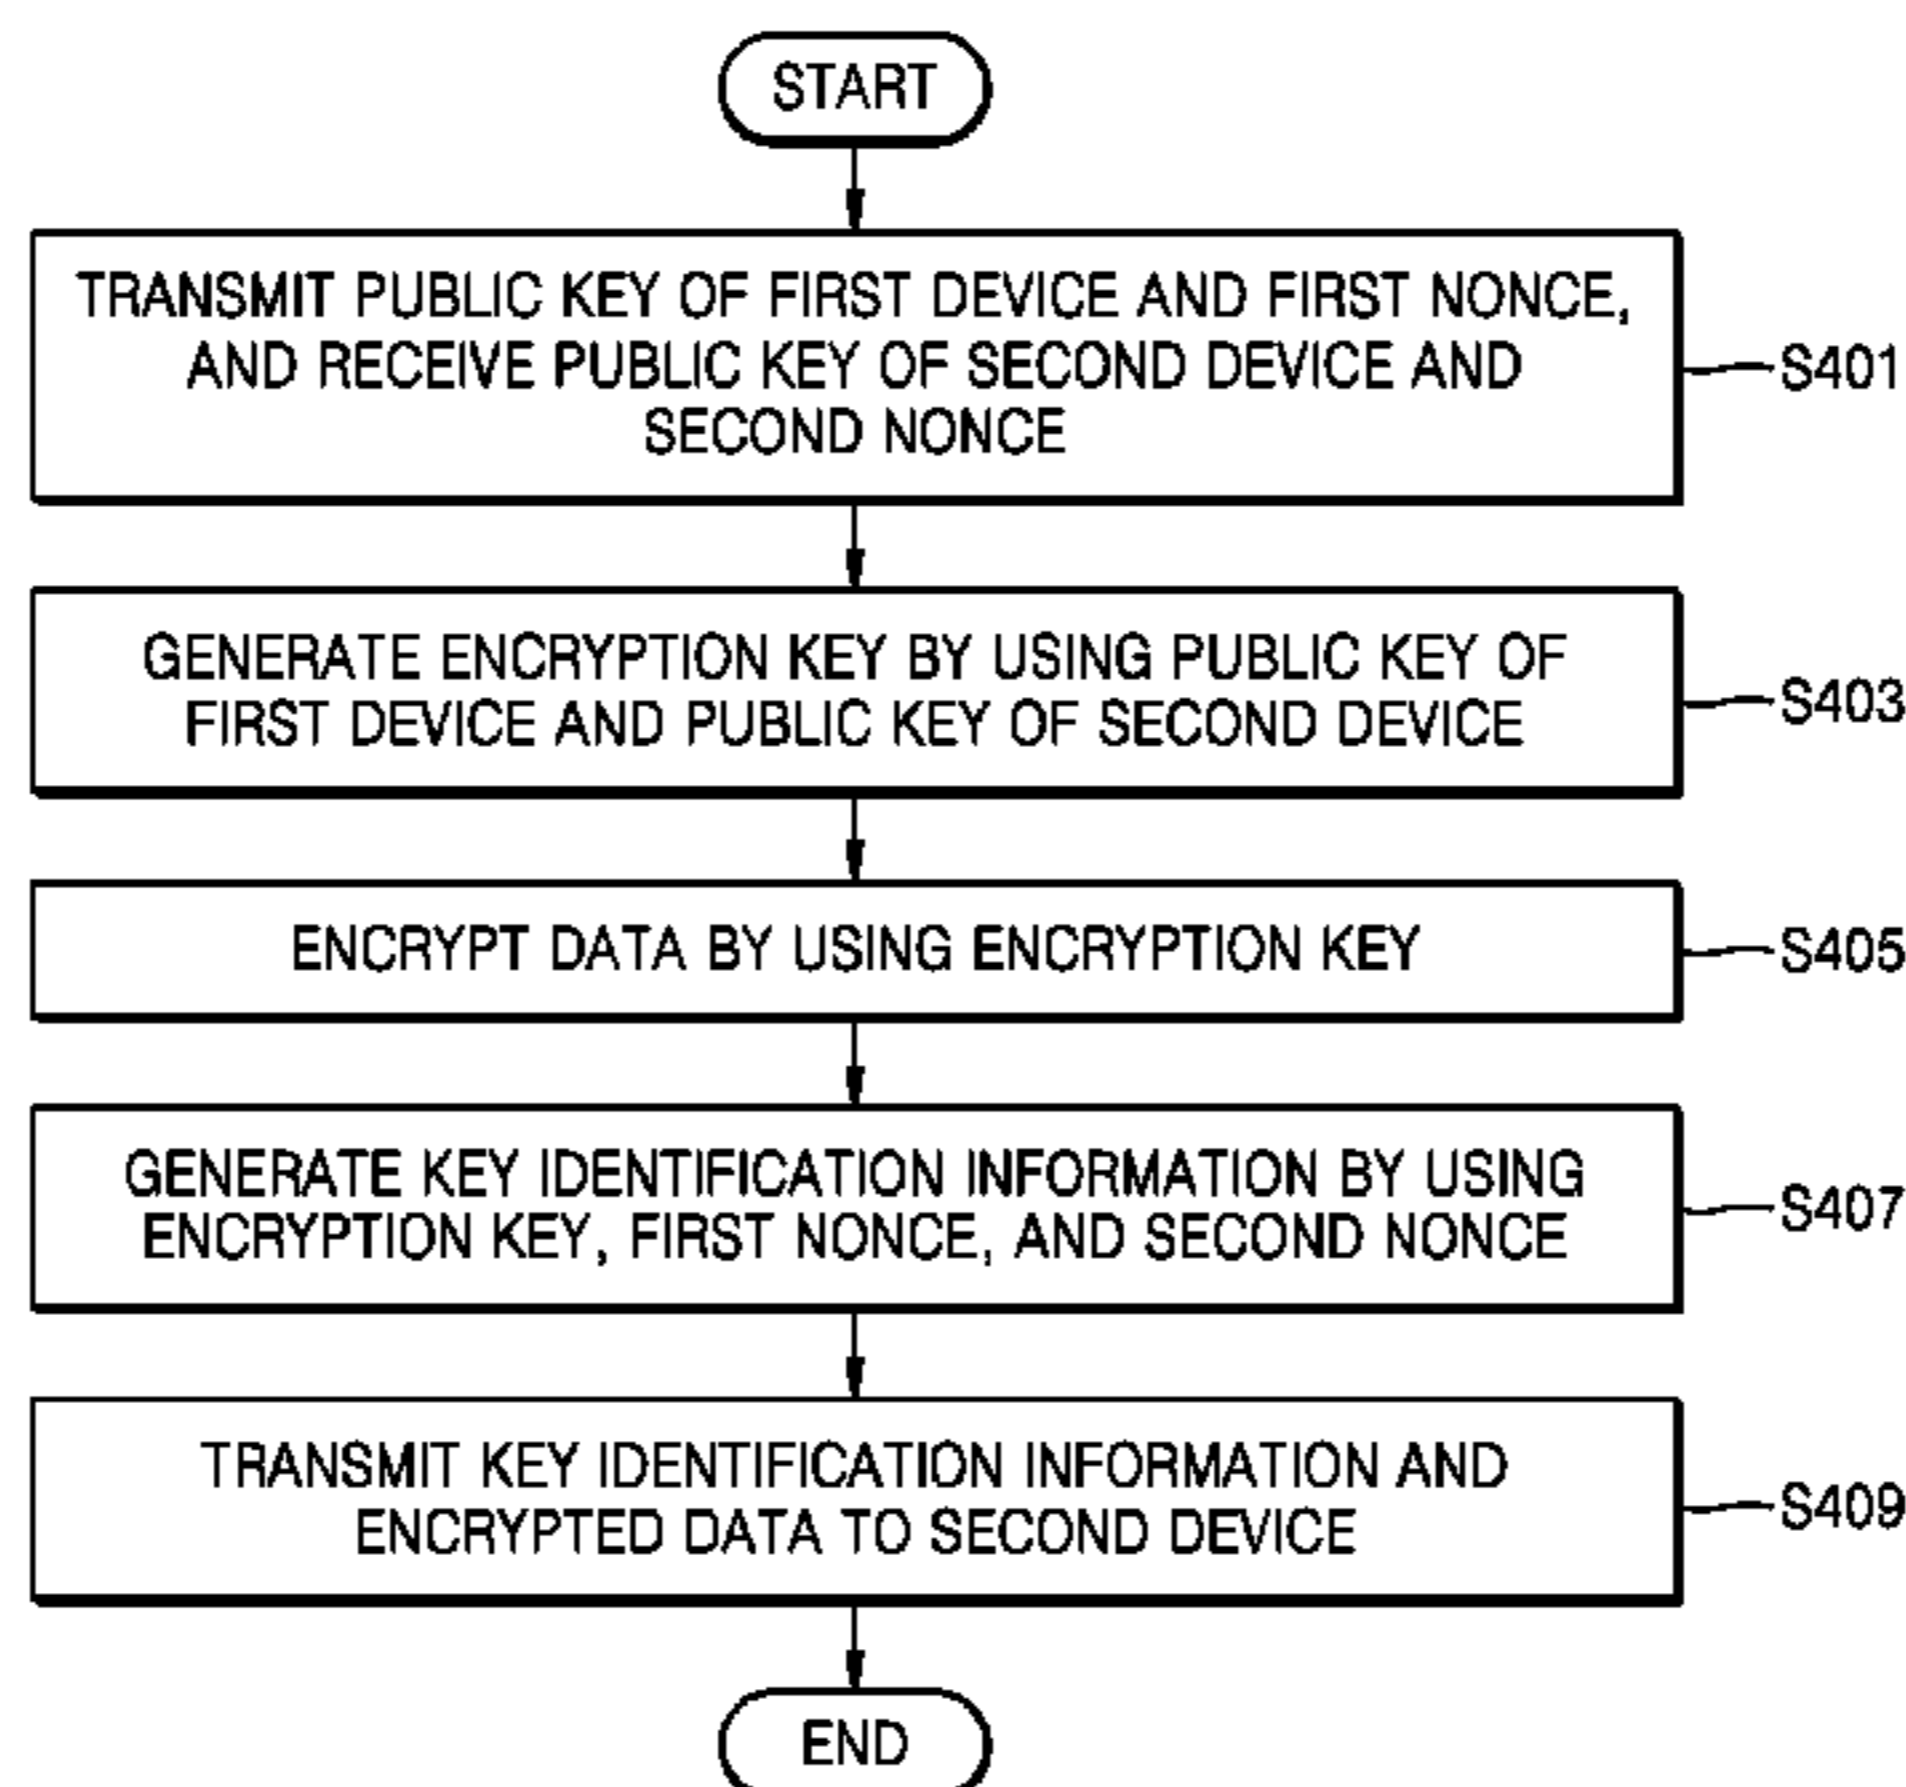 START
TRANSMIT PUBLIC KEY OF FIRST DEVICE AND FIRST NONCE,
AND RECEIVE PUBLIC KEY OF SECOND DEVICE AND
SECOND NONCE
S401
GENERATE ENCRYPTION KEY BY USING PUBLIC KEY OF
FIRST DEVICE AND PUBLIC KEY OF SECOND DEVICE
S403
ENCRYPT DATA BY USING ENCRYPTION KEY
S405
GENERATE KEY IDENTIFICATION INFORMATION BY USING
ENCRYPTION KEY, FIRST NONCE, AND SECOND NONCE
S407
TRANSMIT KEY IDENTIFICATION INFORMATION AND
ENCRYPTED DATA TO SECOND DEVICE
S409
END